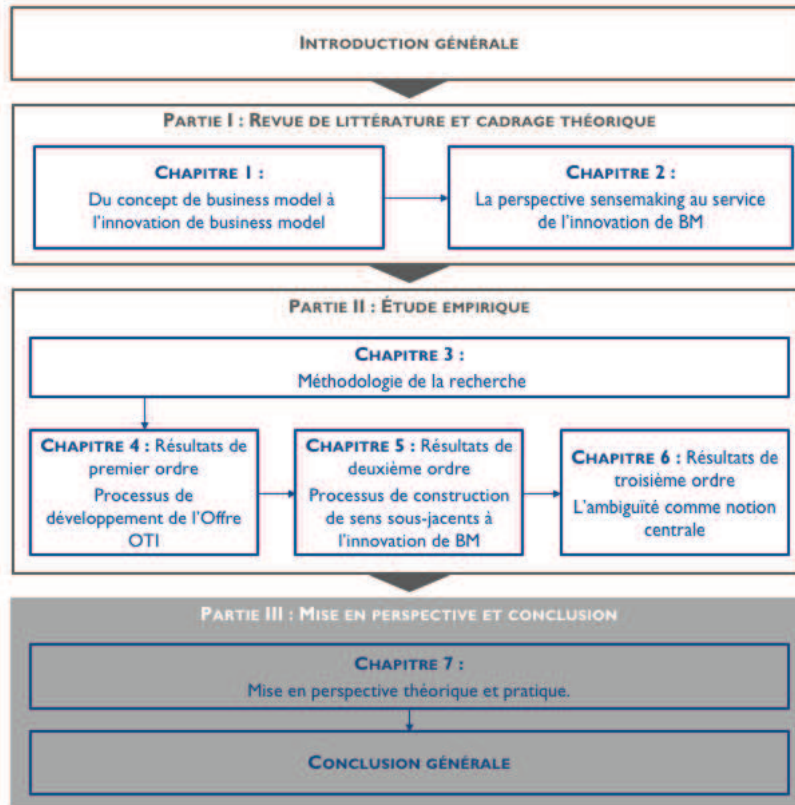 INTRODUCTION GÉNÉRALE
PARTIE I : REVUE DE LITTÉRATURE ET CADRAGE THÉORIQUE
CHAPITRE 1 :
Du concept de business model à
l'innovation de business model
CHAPITRE 2 :
La perspective sensemaking au service
de l'innovation de BM
PARTIE II : ÉTUDE EMPIRIQUE
CHAPITRE 3 :
Méthodologie de la recherche
CHAPITRE 4 : Résultats de
premier ordre
Processus de
développement de l'Offre
OTI
CHAPITRE 5 : Résultats de
deuxième ordre
Processus de construction
de sens sous-jacents à
l'innovation de BM
CHAPITRE 6 : Résultats de
troisième ordre
L'ambiguïté comme notion
centrale
PARTIE III : MISE EN PERSPECTIVE ET CONCLUSION
CHAPITRE 7 :
Mise en perspective théorique et pratique.
CONCLUSION GÉNÉRALE